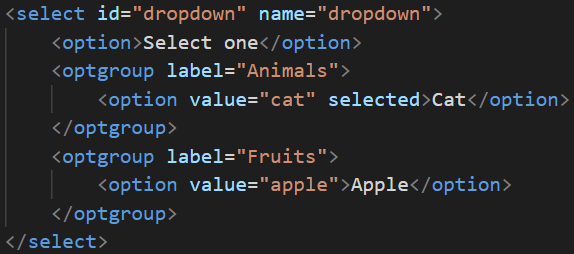 <select id="dropdown" name="dropdown">
<option>Select one</option>
<optgroup label="Animals">
<option value="cat" selected>Cat</option>
</optgroup>
<optgroup label="Fruits">
<option value="apple">Apple</option>
</optgroup>
</select>